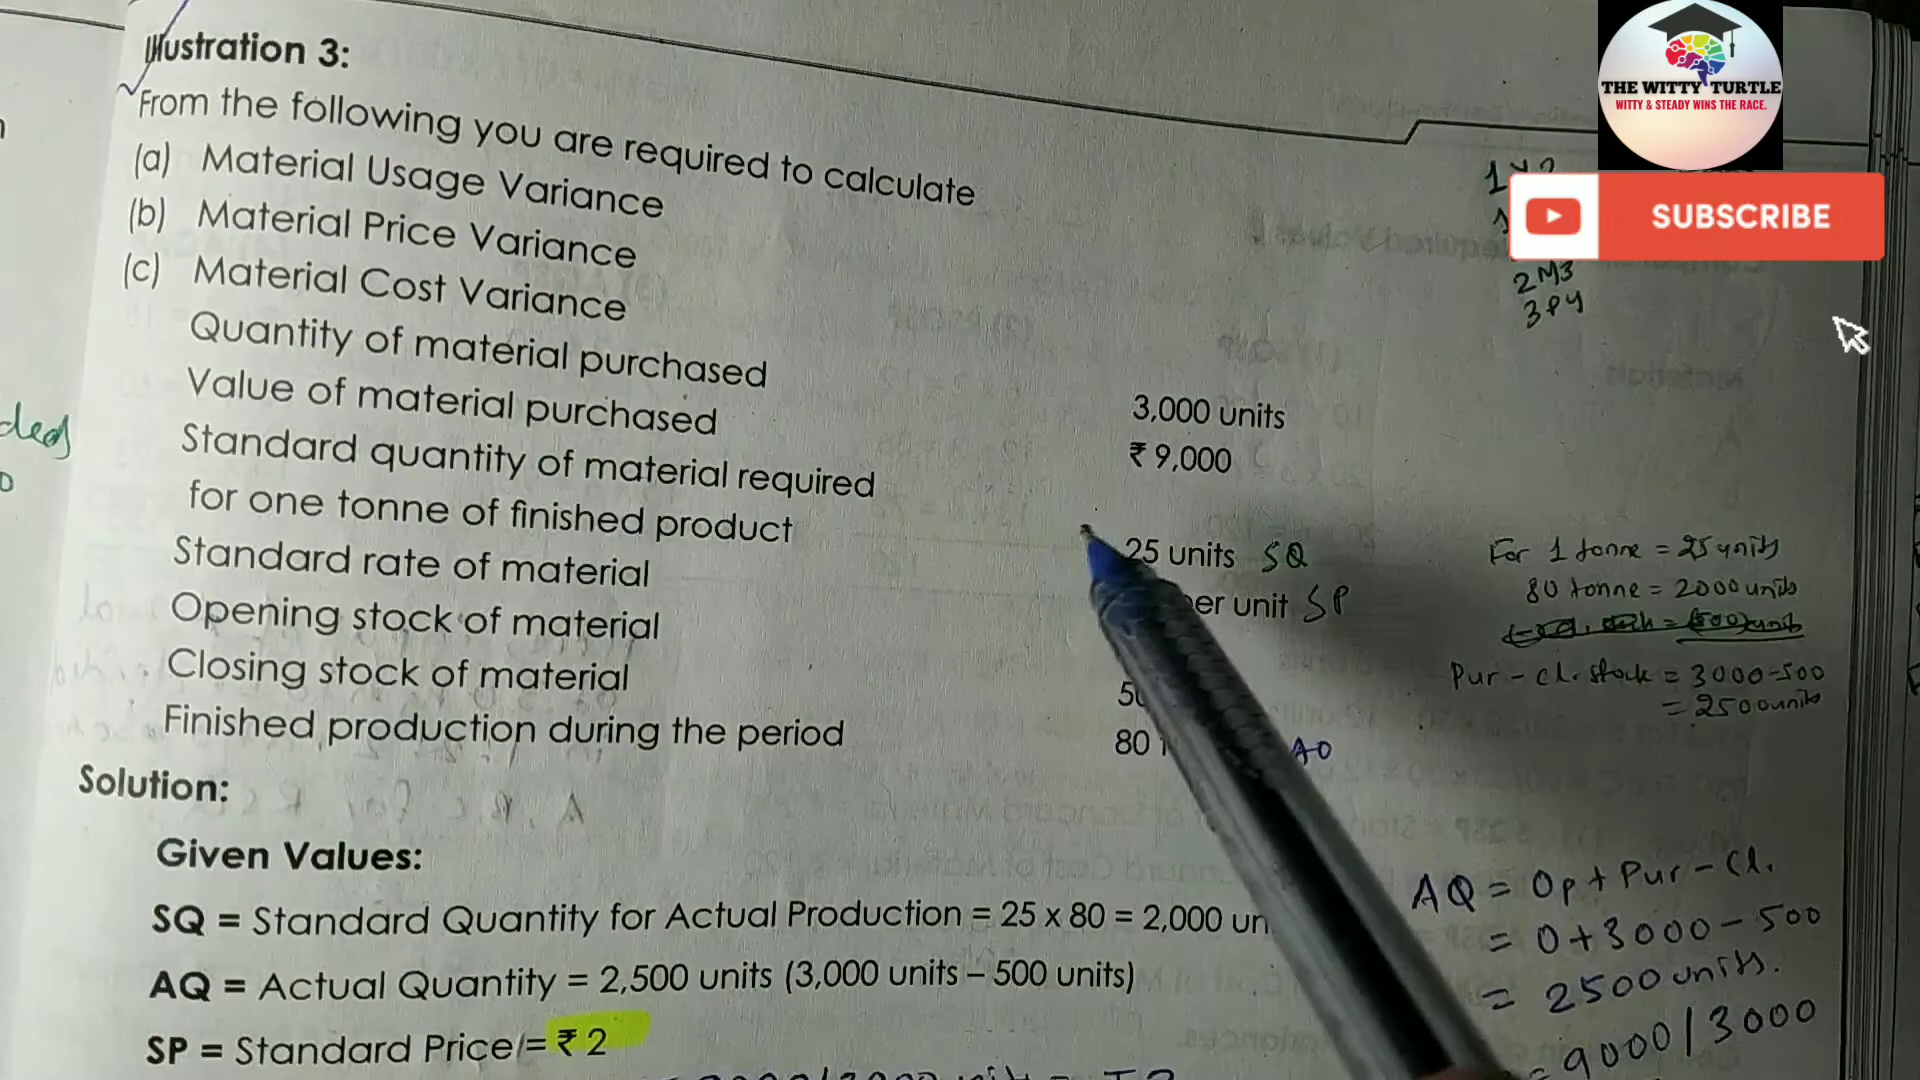 Illustration 3:
From the following you are required to calculate
(a) Material Usage Variance
(b) Material Price Variance
(c) Material Cost Variance
Quantity of material purchased 3,000 units
Value of material purchased ₹ 9,000
Standard quantity of material required
for one tonne of finished product 25 units SQ
Standard rate of material per unit SP
Opening stock of material
Closing stock of material
Finished production during the period 80 AO
Solution:
Given Values:
SQ = Standard Quantity for Actual Production = 25 x 80 = 2,000
AQ = Actual Quantity = 2,500 units (3,000 units – 500 units)
SP = Standard Price = ₹ 2
THE WITTY TURTLE
WITTY & STEADY WINS THE RACE.
SUBSCRIBE
2M3
3PY
For 1 tonne = 25 units
80 tonne = 2000 units
Pur - Cl. stock = 3000-500
= 2500 units
AQ = Op + Pur - Cl.
= 0 + 3000 - 500
= 2500 units.
= 9000/3000